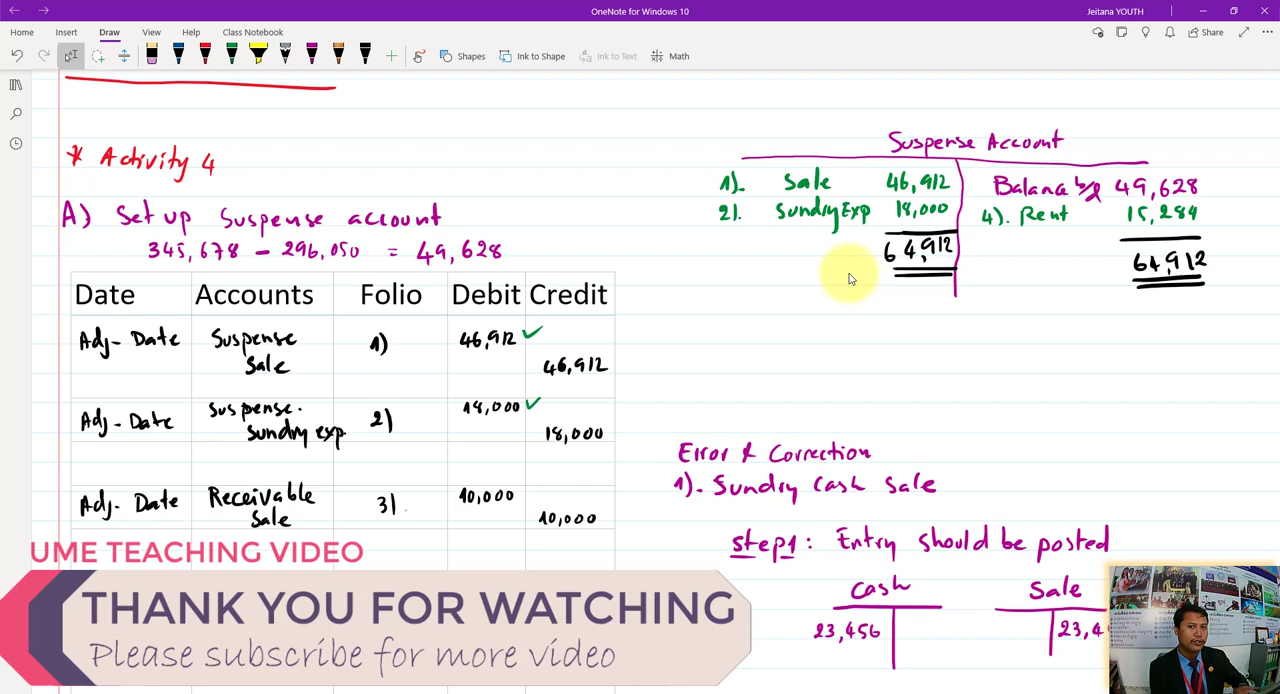 OneNote for Windows 10
Jeitana YOUTH
Home Insert Draw View Help Class Notebook
Share
Shapes Ink to Shape Ink to Text Math
* Activity 4
A) Set up Suspense account
345,678 - 296,050 = 49,628
Date Accounts Folio Debit Credit
Adj- Date Suspense 1) 46,912 ✓
Sale 46,912
Adj- Date Suspense. 2) 18,000 ✓
Sundry exp. 18,000
Adj- Date Receivable 3) 10,000
Sale 10,000
Suspense Account
1). Sale 46,912 Balance b/d 49,628
2). Sundry Exp 18,000 4). Rent 15,284
64,912 64,912
Error & Correction
1). Sundry Cash Sale
step1: Entry should be posted
Cash Sale
23,456 23,4
UME TEACHING VIDEO
THANK YOU FOR WATCHING
Please subscribe for more video